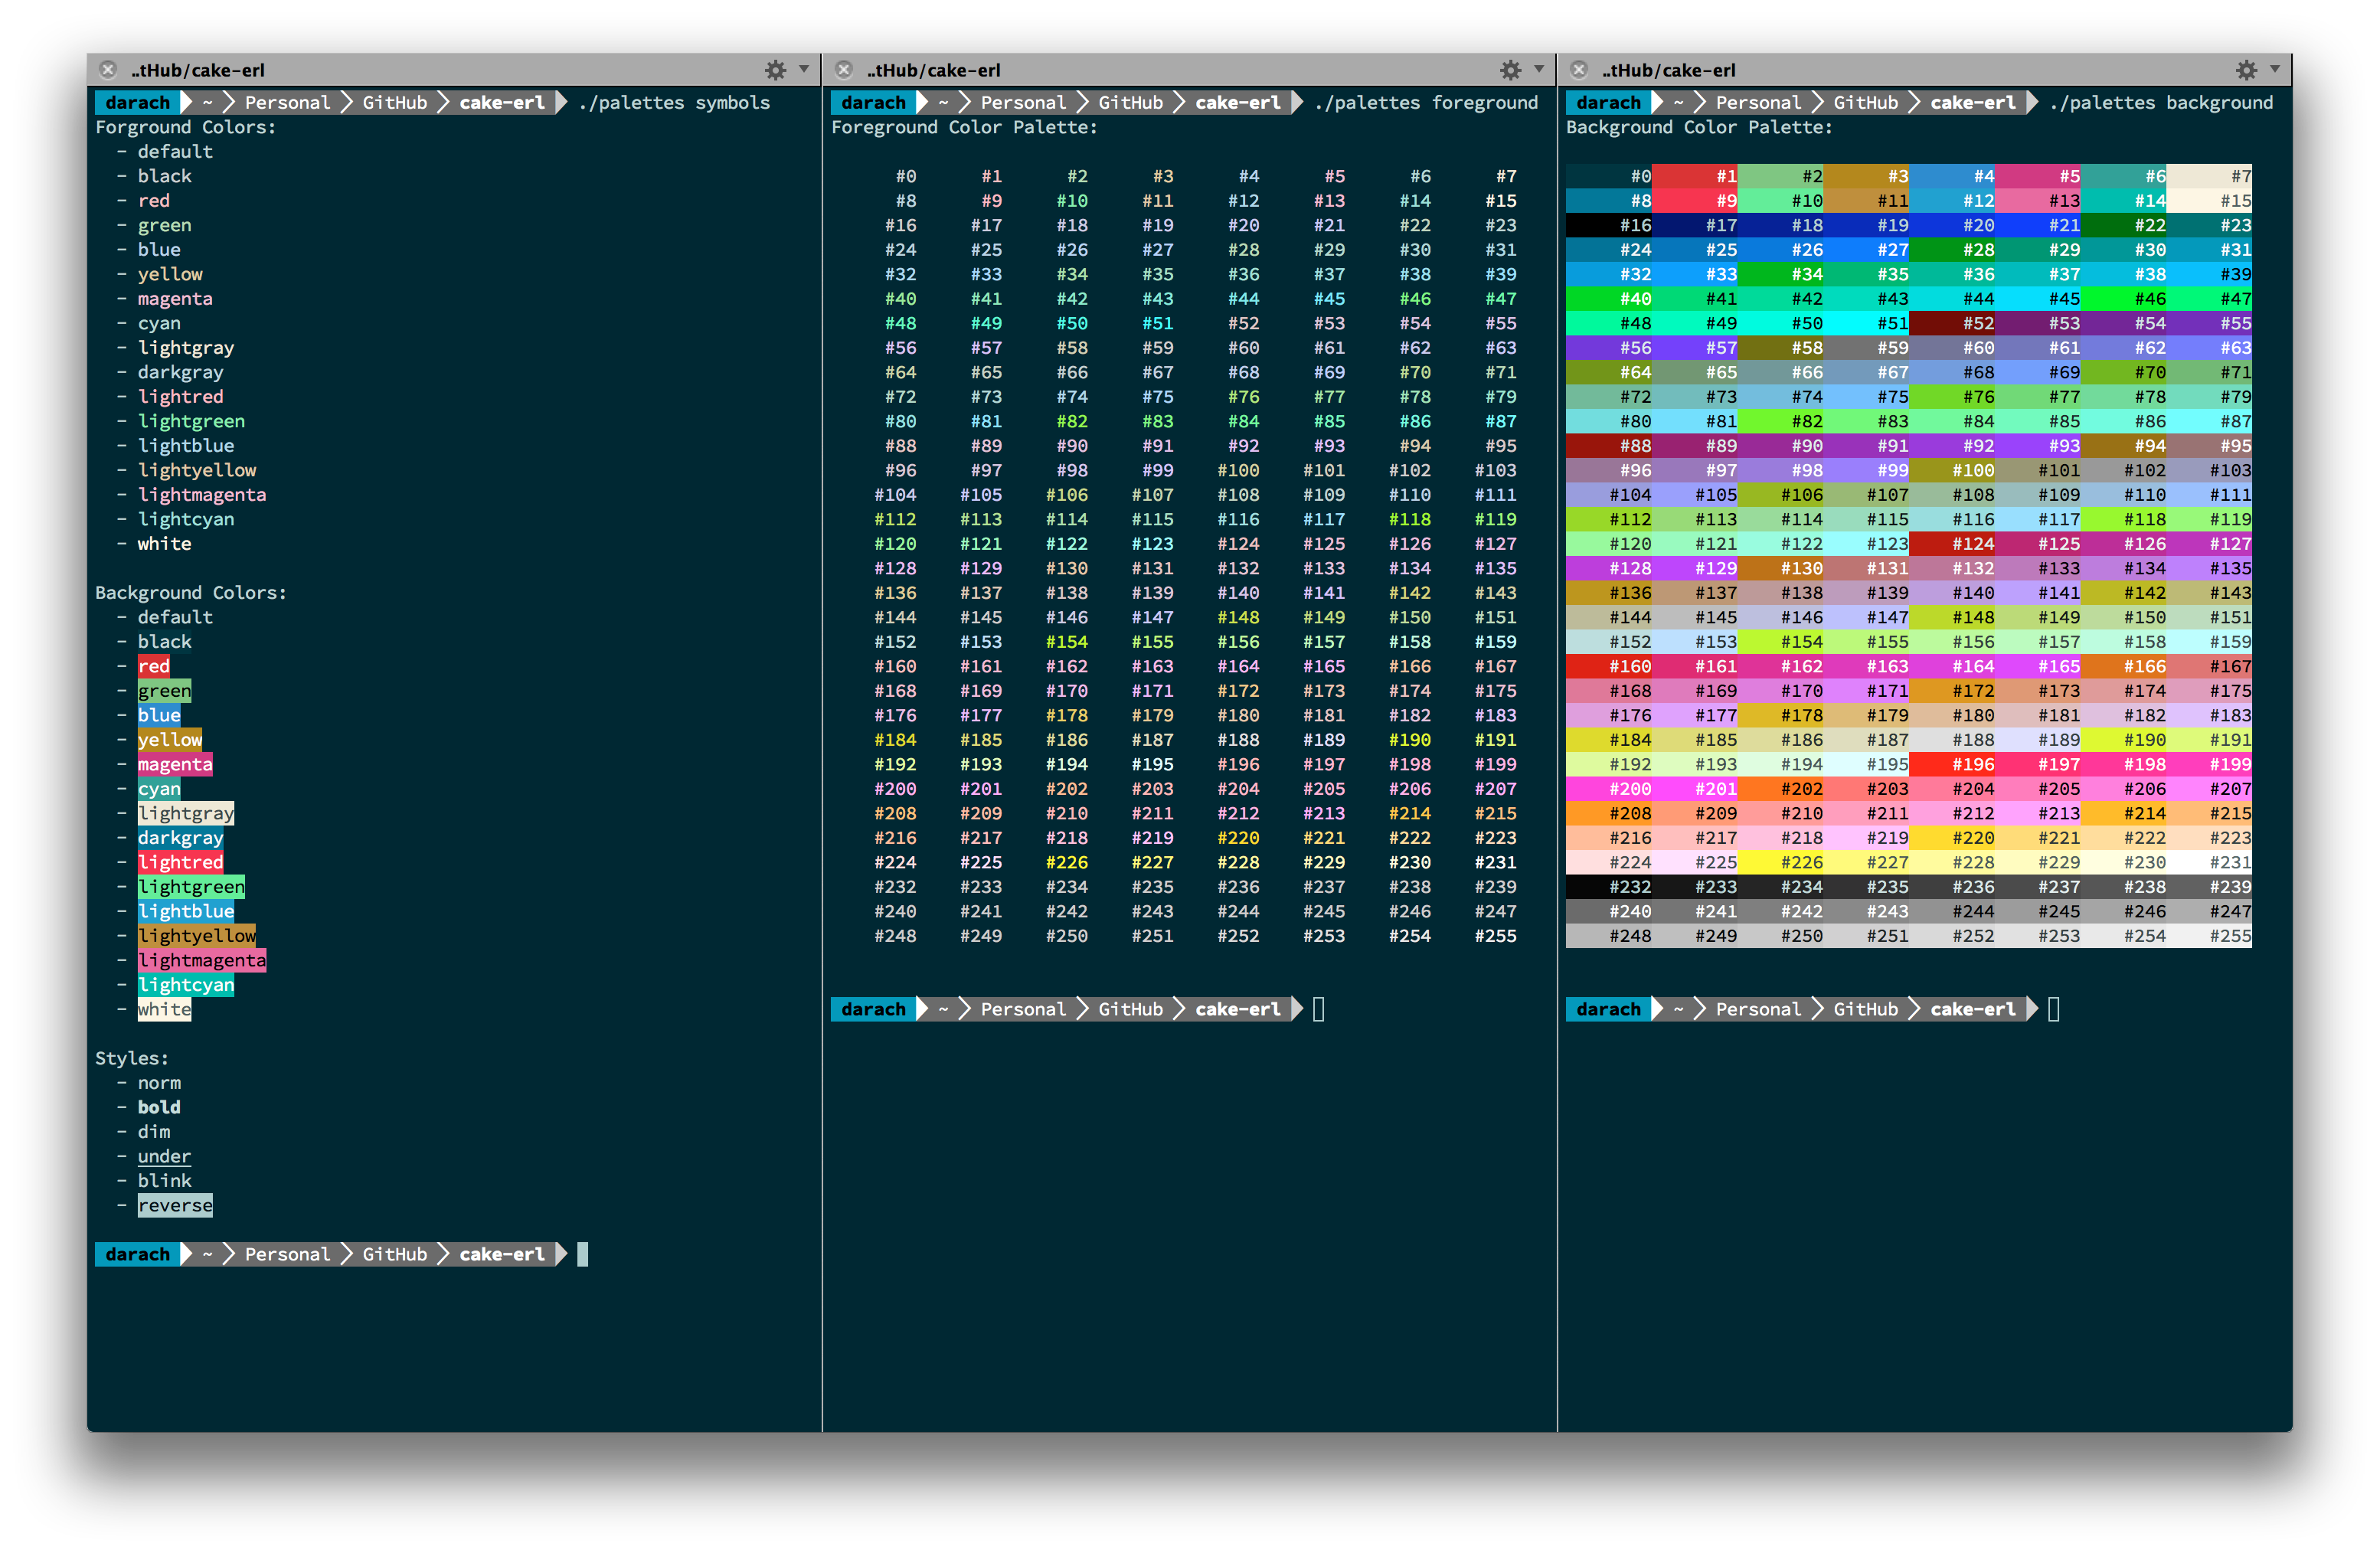 ..tHub/cake-erl
darach ~ Personal GitHub cake-erl ./palettes symbols
Forground Colors:
- default
- black
- red
- green
- blue
- yellow
- magenta
- cyan
- lightgray
- darkgray
- lightred
- lightgreen
- lightblue
- lightyellow
- lightmagenta
- lightcyan
- white
Background Colors:
- default
- black
- red
- green
- blue
- yellow
- magenta
- cyan
- lightgray
- darkgray
- lightred
- lightgreen
- lightblue
- lightyellow
- lightmagenta
- lightcyan
- white
Styles:
- norm
- bold
- dim
- under
- blink
- reverse
darach ~ Personal GitHub cake-erl
..tHub/cake-erl
darach ~ Personal GitHub cake-erl ./palettes foreground
Foreground Color Palette:
#0 #1 #2 #3 #4 #5 #6 #7
#8 #9 #10 #11 #12 #13 #14 #15
#16 #17 #18 #19 #20 #21 #22 #23
#24 #25 #26 #27 #28 #29 #30 #31
#32 #33 #34 #35 #36 #37 #38 #39
#40 #41 #42 #43 #44 #45 #46 #47
#48 #49 #50 #51 #52 #53 #54 #55
#56 #57 #58 #59 #60 #61 #62 #63
#64 #65 #66 #67 #68 #69 #70 #71
#72 #73 #74 #75 #76 #77 #78 #79
#80 #81 #82 #83 #84 #85 #86 #87
#88 #89 #90 #91 #92 #93 #94 #95
#96 #97 #98 #99 #100 #101 #102 #103
#104 #105 #106 #107 #108 #109 #110 #111
#112 #113 #114 #115 #116 #117 #118 #119
#120 #121 #122 #123 #124 #125 #126 #127
#128 #129 #130 #131 #132 #133 #134 #135
#136 #137 #138 #139 #140 #141 #142 #143
#144 #145 #146 #147 #148 #149 #150 #151
#152 #153 #154 #155 #156 #157 #158 #159
#160 #161 #162 #163 #164 #165 #166 #167
#168 #169 #170 #171 #172 #173 #174 #175
#176 #177 #178 #179 #180 #181 #182 #183
#184 #185 #186 #187 #188 #189 #190 #191
#192 #193 #194 #195 #196 #197 #198 #199
#200 #201 #202 #203 #204 #205 #206 #207
#208 #209 #210 #211 #212 #213 #214 #215
#216 #217 #218 #219 #220 #221 #222 #223
#224 #225 #226 #227 #228 #229 #230 #231
#232 #233 #234 #235 #236 #237 #238 #239
#240 #241 #242 #243 #244 #245 #246 #247
#248 #249 #250 #251 #252 #253 #254 #255
darach ~ Personal GitHub cake-erl
..tHub/cake-erl
darach ~ Personal GitHub cake-erl ./palettes background
Background Color Palette:
#0 #1 #2 #3 #4 #5 #6 #7
#8 #9 #10 #11 #12 #13 #14 #15
#16 #17 #18 #19 #20 #21 #22 #23
#24 #25 #26 #27 #28 #29 #30 #31
#32 #33 #34 #35 #36 #37 #38 #39
#40 #41 #42 #43 #44 #45 #46 #47
#48 #49 #50 #51 #52 #53 #54 #55
#56 #57 #58 #59 #60 #61 #62 #63
#64 #65 #66 #67 #68 #69 #70 #71
#72 #73 #74 #75 #76 #77 #78 #79
#80 #81 #82 #83 #84 #85 #86 #87
#88 #89 #90 #91 #92 #93 #94 #95
#96 #97 #98 #99 #100 #101 #102 #103
#104 #105 #106 #107 #108 #109 #110 #111
#112 #113 #114 #115 #116 #117 #118 #119
#120 #121 #122 #123 #124 #125 #126 #127
#128 #129 #130 #131 #132 #133 #134 #135
#136 #137 #138 #139 #140 #141 #142 #143
#144 #145 #146 #147 #148 #149 #150 #151
#152 #153 #154 #155 #156 #157 #158 #159
#160 #161 #162 #163 #164 #165 #166 #167
#168 #169 #170 #171 #172 #173 #174 #175
#176 #177 #178 #179 #180 #181 #182 #183
#184 #185 #186 #187 #188 #189 #190 #191
#192 #193 #194 #195 #196 #197 #198 #199
#200 #201 #202 #203 #204 #205 #206 #207
#208 #209 #210 #211 #212 #213 #214 #215
#216 #217 #218 #219 #220 #221 #222 #223
#224 #225 #226 #227 #228 #229 #230 #231
#232 #233 #234 #235 #236 #237 #238 #239
#240 #241 #242 #243 #244 #245 #246 #247
#248 #249 #250 #251 #252 #253 #254 #255
darach ~ Personal GitHub cake-erl